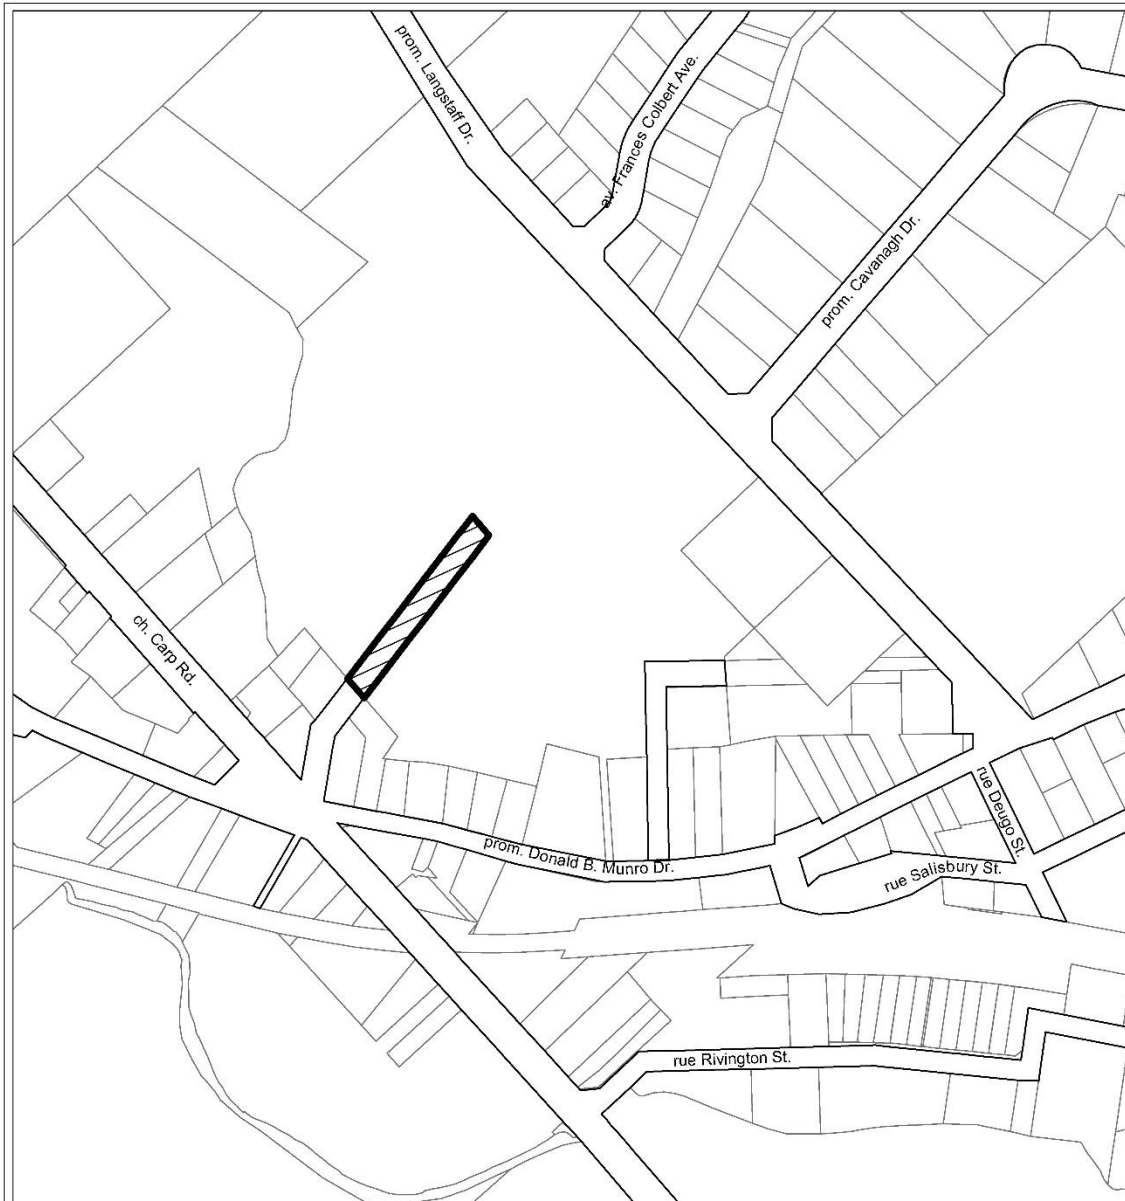 prom. Langstaff Dr.
av. Frances Colbert Ave.
prom. Cavanagh Dr.
ch. Carp Rd.
prom. Donald B. Munro Dr.
rue Deugo St.
rue Salisbury St.
rue Rivington St.